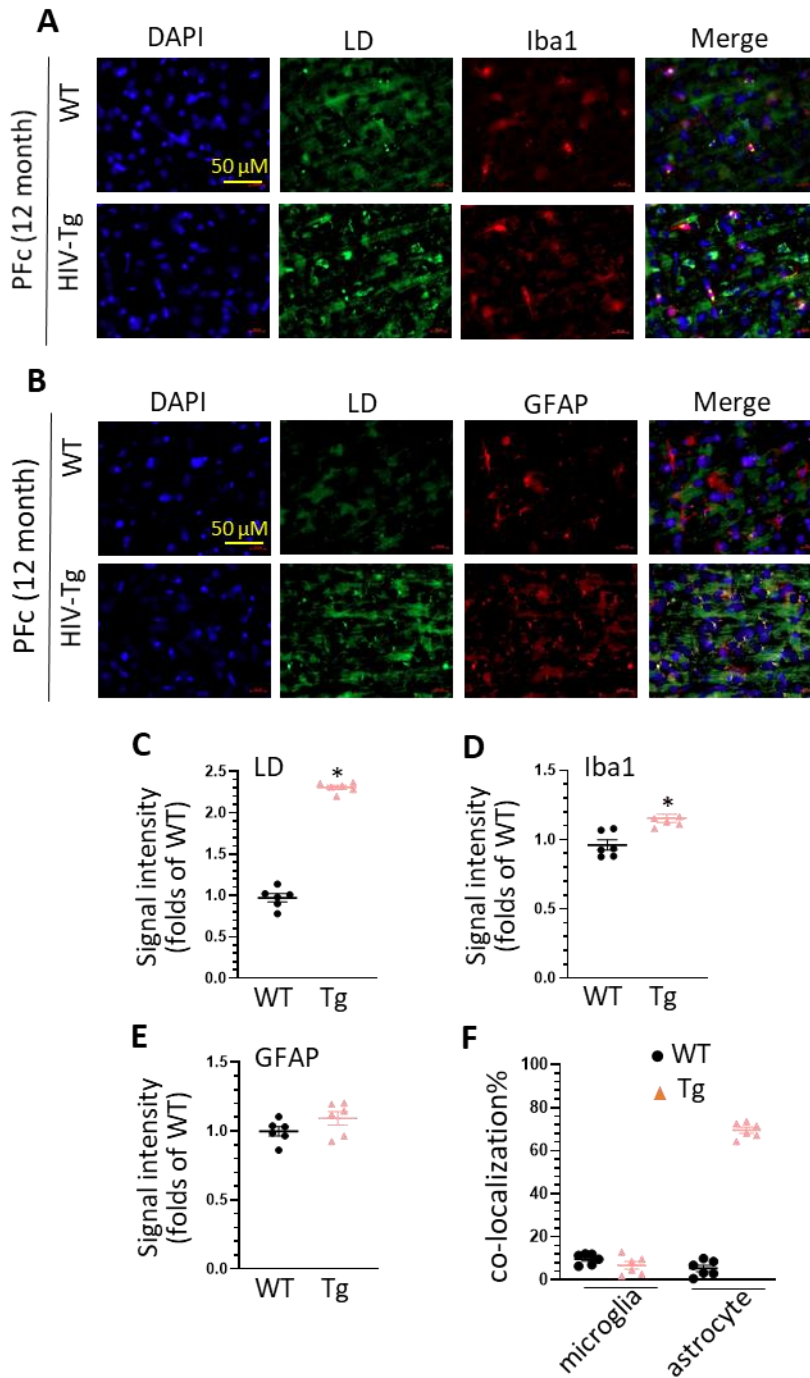 A
DAPI LD Iba1 Merge
PFc (12 month)
WT
50 µM
HIV-Tg
B
DAPI LD GFAP Merge
PFc (12 month)
WT
50 µM
HIV-Tg
C
LD
Signal intensity
(folds of WT)
2.5
2.0
1.5
1.0
0.5
0.0
*
WT Tg
D
Iba1
Signal intensity
(folds of WT)
1.5
1.0
0.5
0.0
*
WT Tg
E
GFAP
Signal intensity
(folds of WT)
1.5
1.0
0.5
0.0
WT Tg
F
WT
Tg
co-localization%
100
80
60
40
20
0
microglia
astrocyte